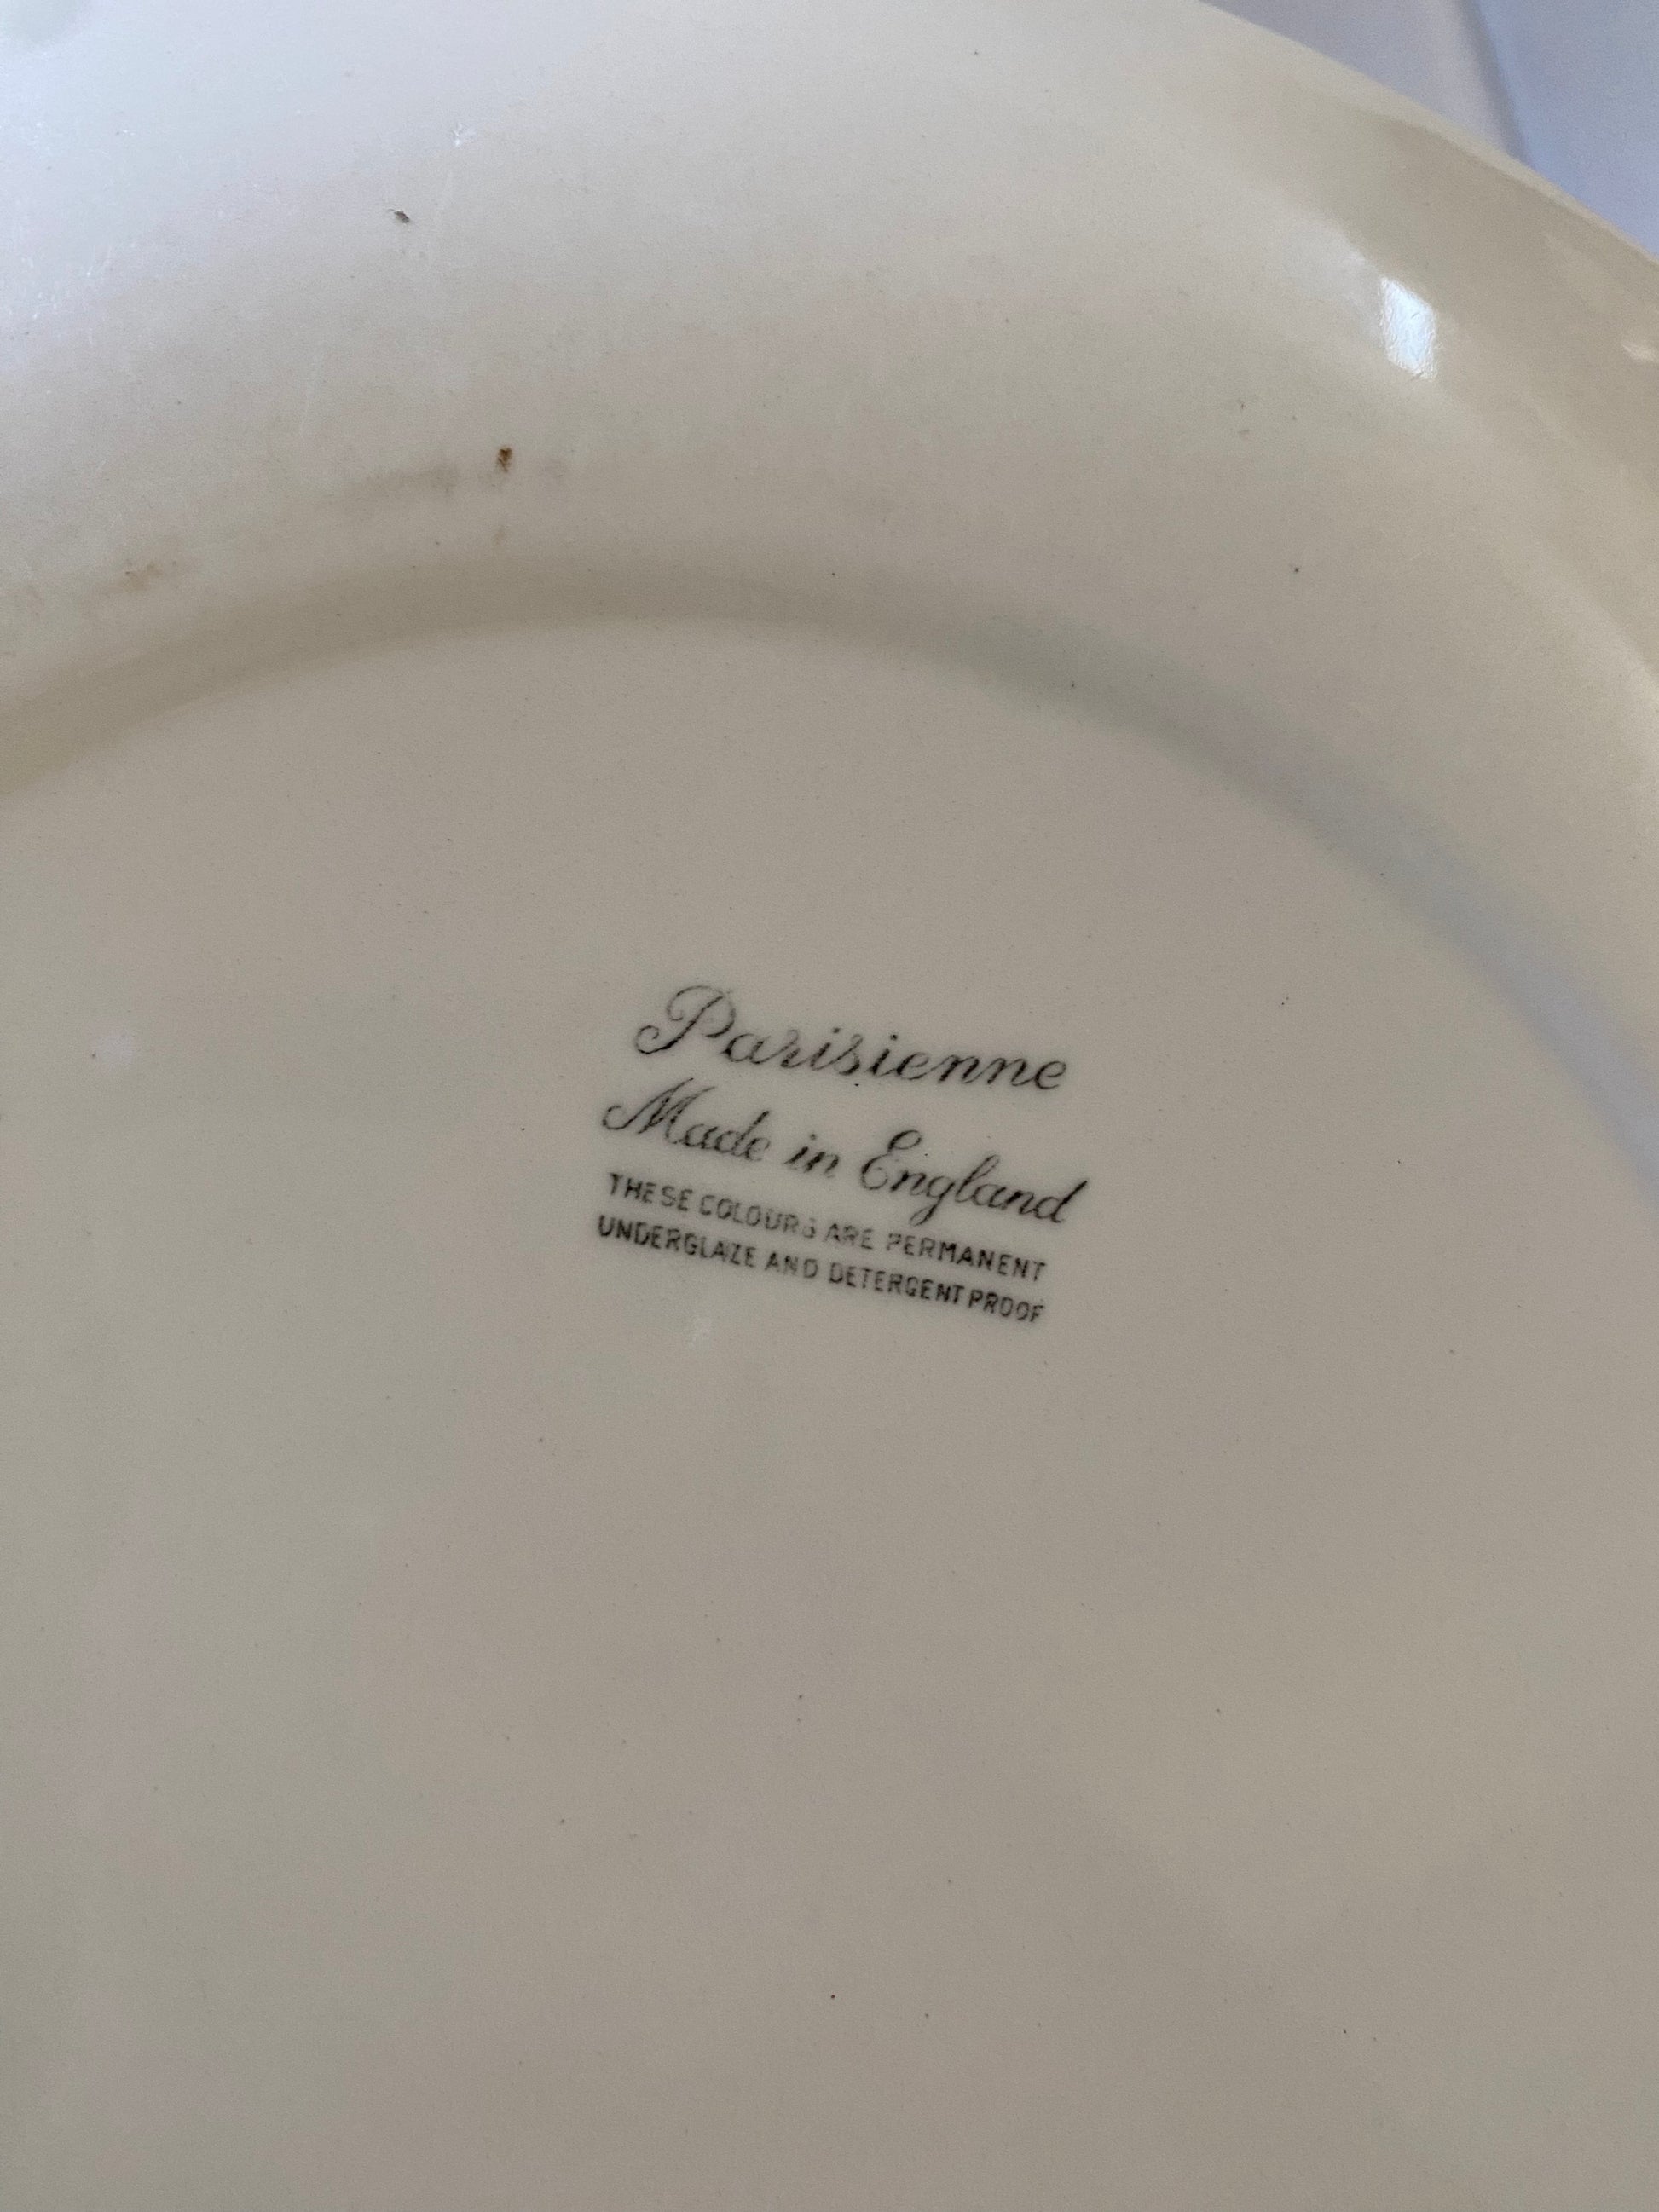 Parisienne
Made in England
THESE COLOURS ARE PERMANENT
UNDERGLAZE AND DETERGENT PROOF